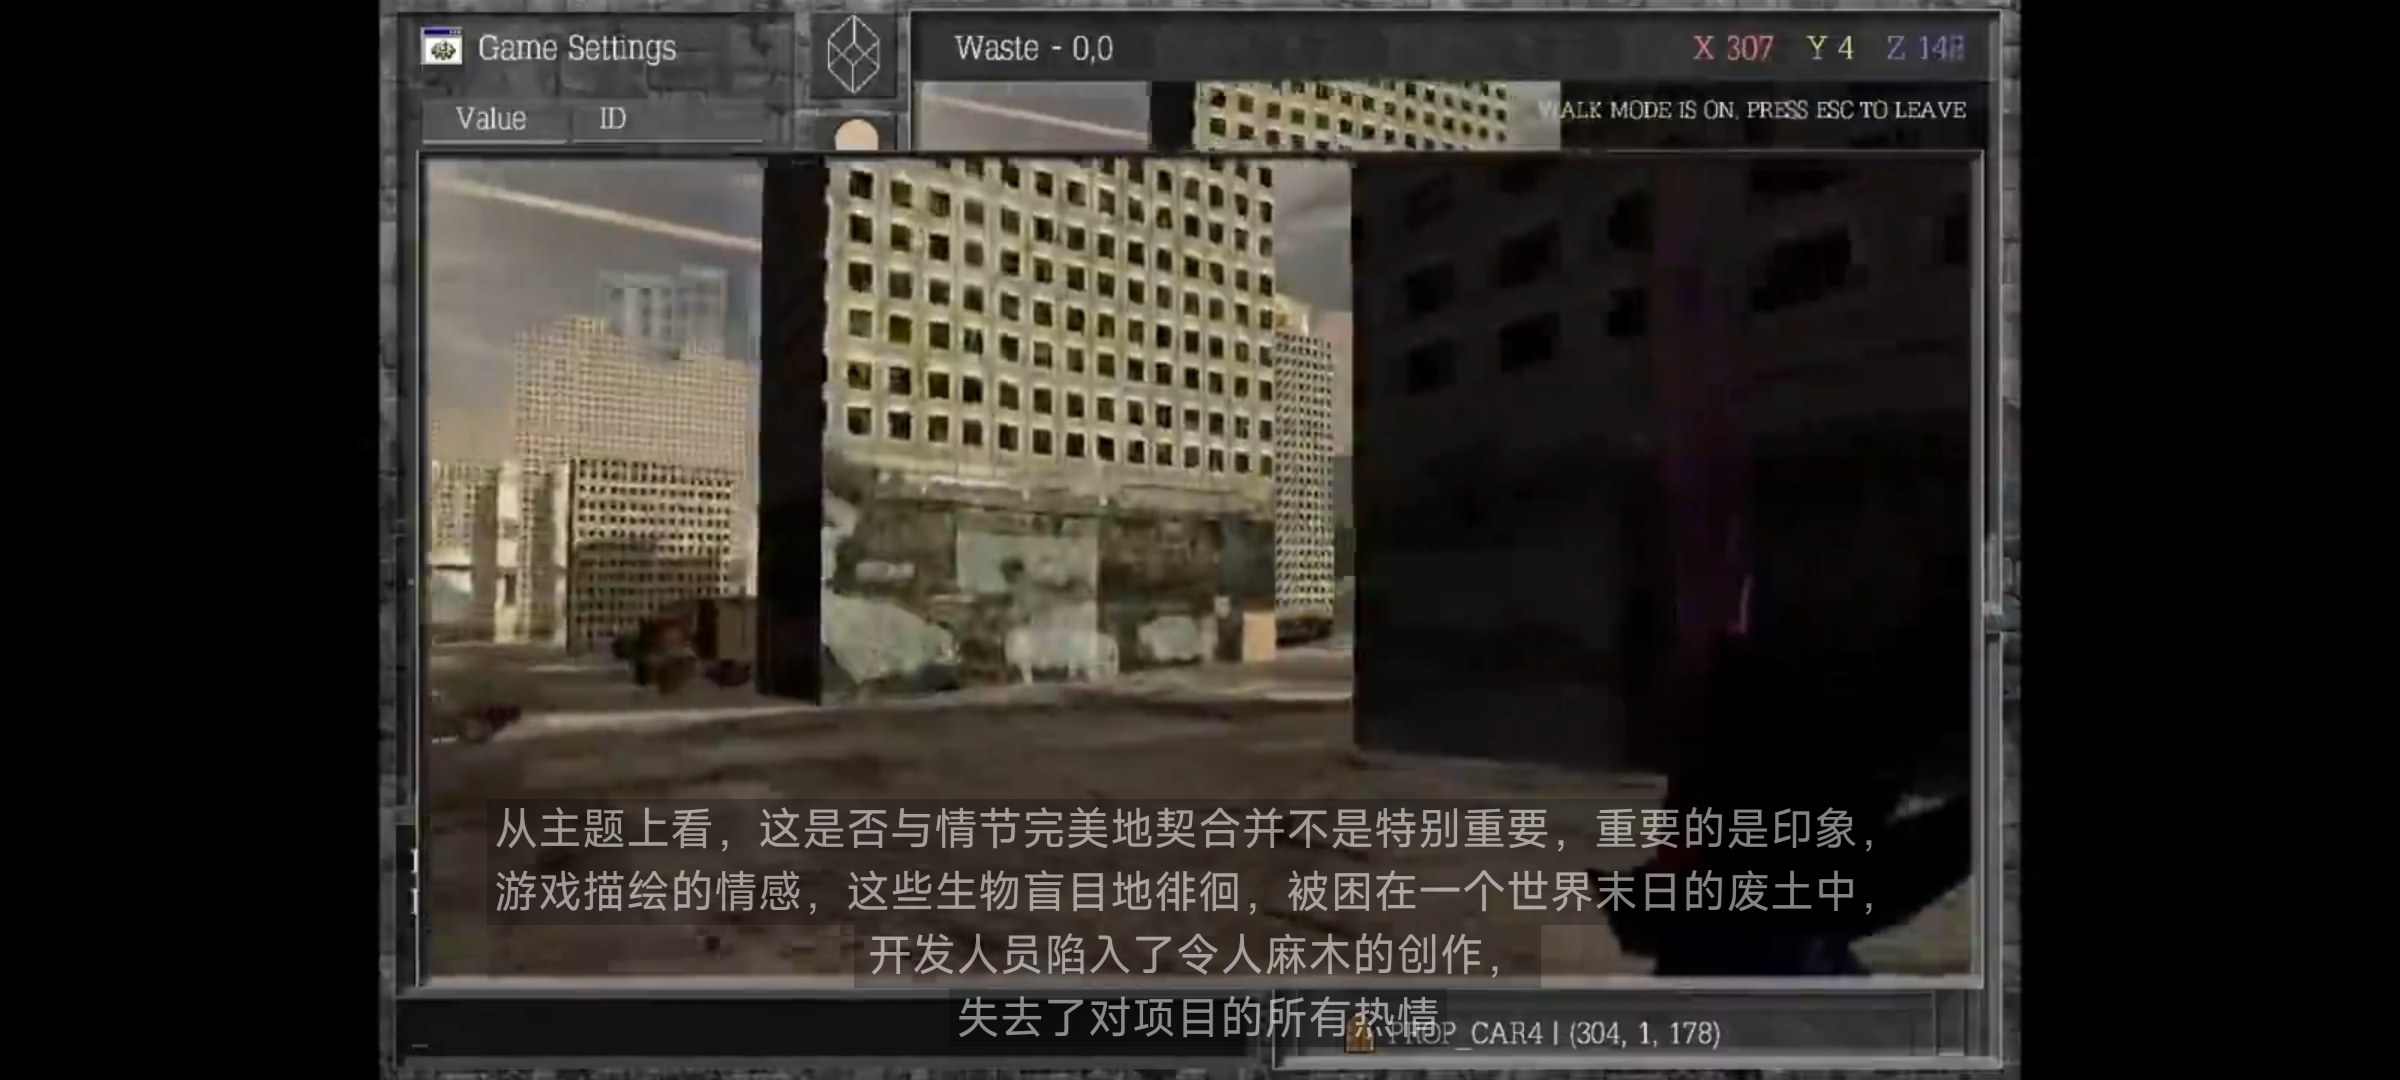 Game Settings
Waste - 0,0
X 307 Y 4 Z 148
Value ID
WALK MODE IS ON, PRESS ESC TO LEAVE
从主题上看，这是否与情节完美地契合并不是特别重要，重要的是印象，
游戏描绘的情感，这些生物盲目地徘徊，被困在一个世界末日的废土中，
开发人员陷入了令人麻木的创作，
失去了对项目的所有热情
PROP_CAR4 | (304, 1, 178)